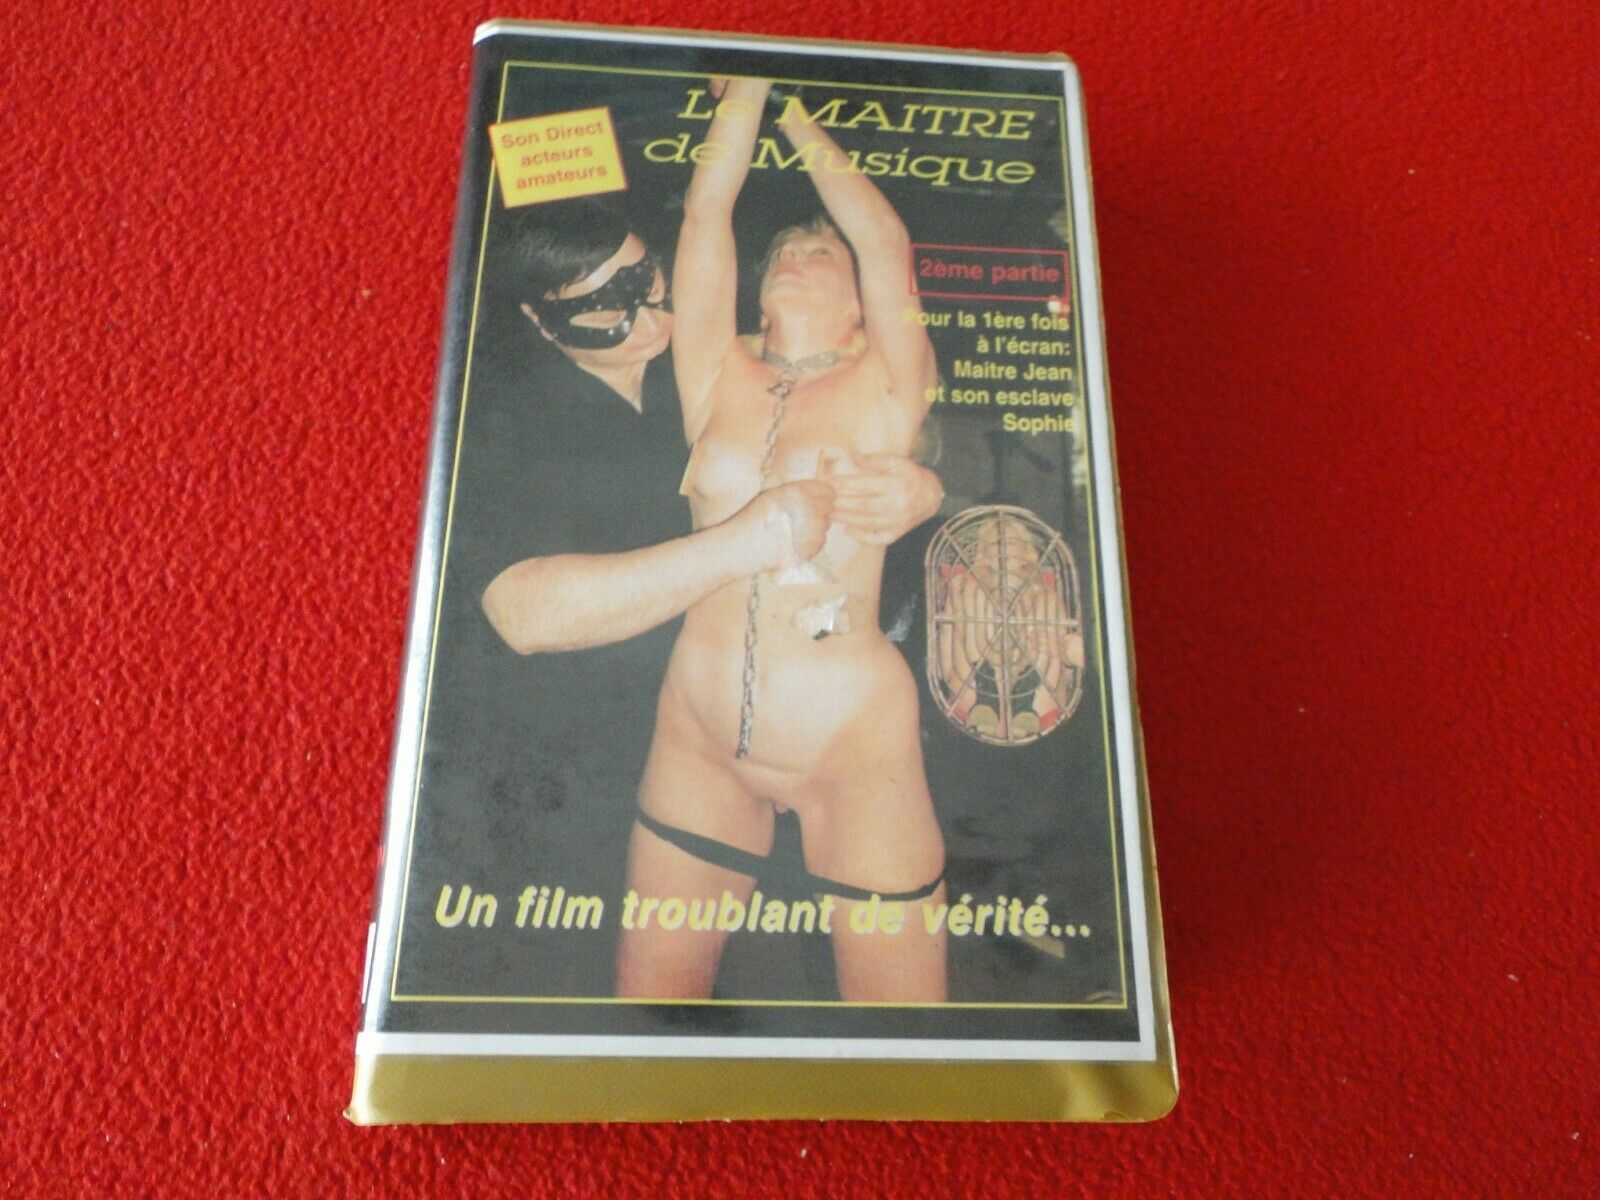 Le MAITRE
de Musique
Son Direct
acteurs
amateurs
2ème partie
Pour la 1ère fois
à l'écran:
Maitre Jean
et son esclave
Sophie
Un film troublant de vérité...